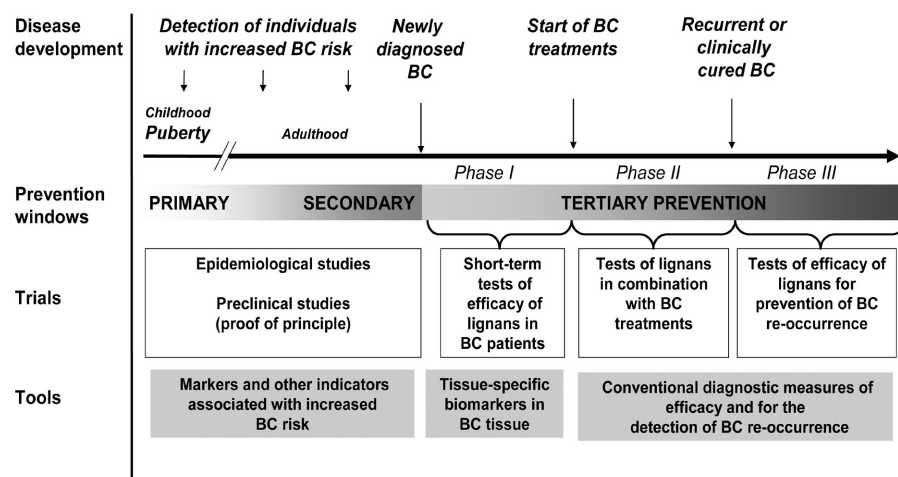 Disease
development
Detection of individuals
with increased BC risk
Newly
diagnosed
BC
Start of BC
treatments
Recurrent or
clinically
cured BC
Childhood
Puberty
Adulthood
Phase I
Phase II
Phase III
Prevention
windows
PRIMARY
SECONDARY
TERTIARY PREVENTION
Trials
Epidemiological studies
Preclinical studies
(proof of principle)
Short-term
tests of
efficacy of
lignans in
BC patients
Tests of lignans
in combination
with BC
treatments
Tests of efficacy of
lignans for
prevention of BC
re-occurrence
Tools
Markers and other indicators
associated with increased
BC risk
Tissue-specific
biomarkers in
BC tissue
Conventional diagnostic measures of
efficacy and for the
detection of BC re-occurrence